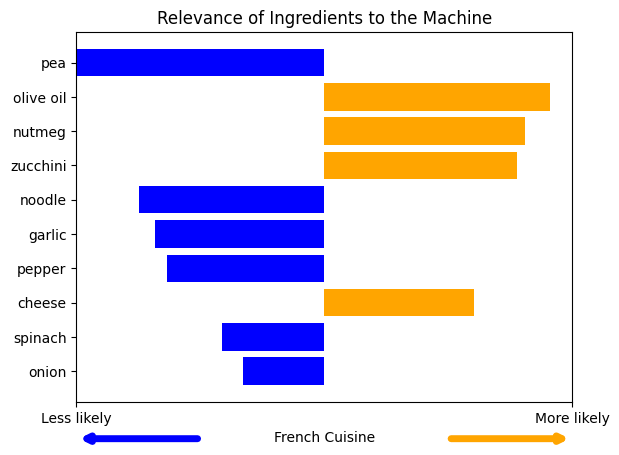 Relevance of Ingredients to the Machine
pea
olive oil
nutmeg
zucchini
noodle
garlic
pepper
cheese
spinach
onion
Less likely
More likely
French Cuisine